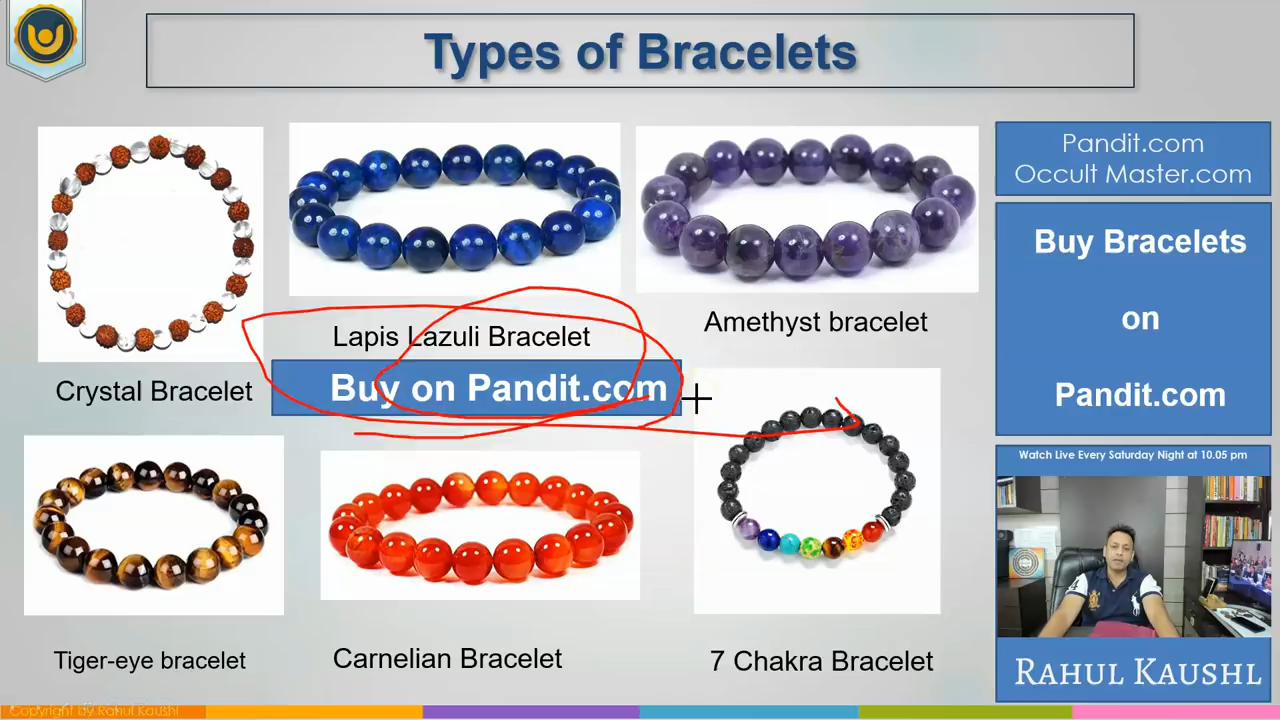 Types of Bracelets
Pandit.com
Occult Master.com
Buy Bracelets
on
Pandit.com
Lapis Lazuli Bracelet
Amethyst bracelet
Crystal Bracelet
Buy on Pandit.com
Watch Live Every Saturday Night at 10.05 pm
Tiger-eye bracelet
Carnelian Bracelet
7 Chakra Bracelet
RAHUL KAUSHL
Copyright by Rahul Kaushl